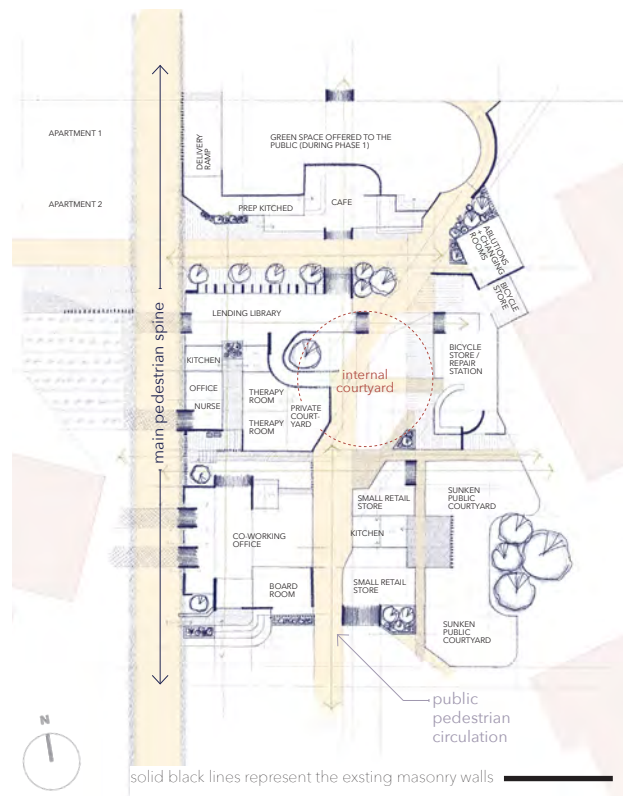 APARTMENT 1
APARTMENT 2
DELIVERY
RAMP
GREEN SPACE OFFERED TO THE
PUBLIC (DURING PHASE 1)
PREP KITCHED
CAFE
ABLUTIONS
+ CHANGING
ROOMS
BICYCLE
STORE
main pedestrian spine
LENDING LIBRARY
KITCHEN
OFFICE
NURSE
THERAPY
ROOM
THERAPY
ROOM
PRIVATE
COURT-
YARD
internal
courtyard
BICYCLE
STORE /
REPAIR
STATION
CO-WORKING
OFFICE
BOARD
ROOM
SMALL RETAIL
STORE
KITCHEN
SMALL RETAIL
STORE
SUNKEN
PUBLIC
COURTYARD
SUNKEN
PUBLIC
COURTYARD
public
pedestrian
circulation
N
solid black lines represent the exsting masonry walls